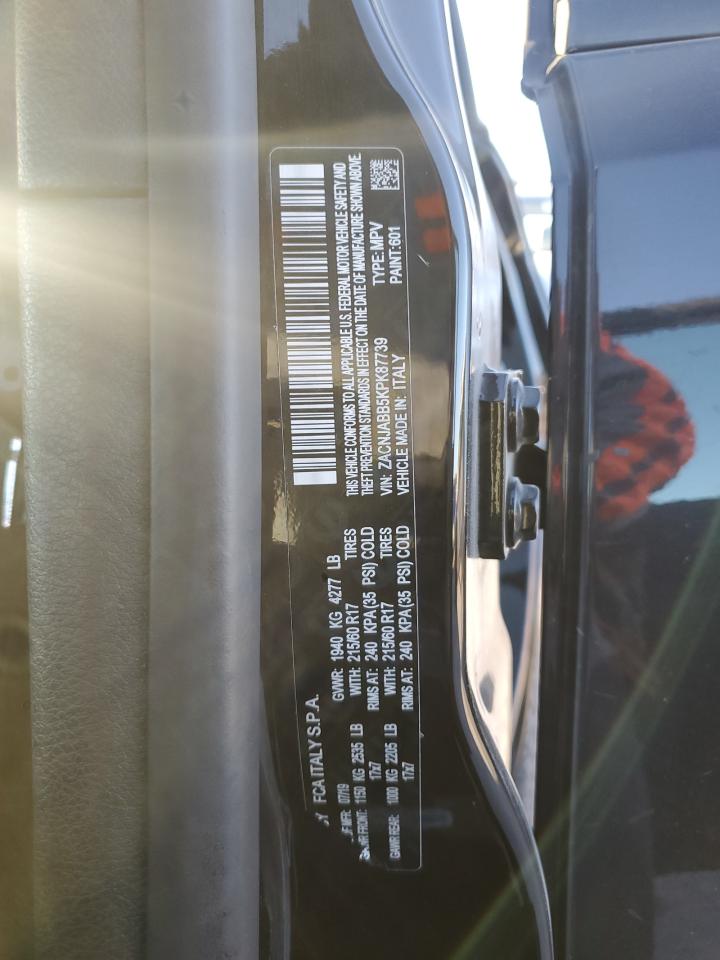 FCA ITALY S.P.A.
MFR: 07/19 GVWR: 1940 KG 4277 LB
FRONT: 1150 KG 2535 LB WITH: 215/60 R17 TIRES
17x7 RIMS AT: 240 KPA (35 PSI) COLD
GAWR REAR: 1000 KG 2205 LB WITH: 215/60 R17 TIRES
17x7 RIMS AT: 240 KPA (35 PSI) COLD
THIS VEHICLE CONFORMS TO ALL APPLICABLE U.S. FEDERAL MOTOR VEHICLE SAFETY AND
THEFT PREVENTION STANDARDS IN EFFECT ON THE DATE OF MANUFACTURE SHOWN ABOVE.
VIN: ZACNJABB5KPK87739 TYPE: MPV
VEHICLE MADE IN: ITALY PAINT: 601